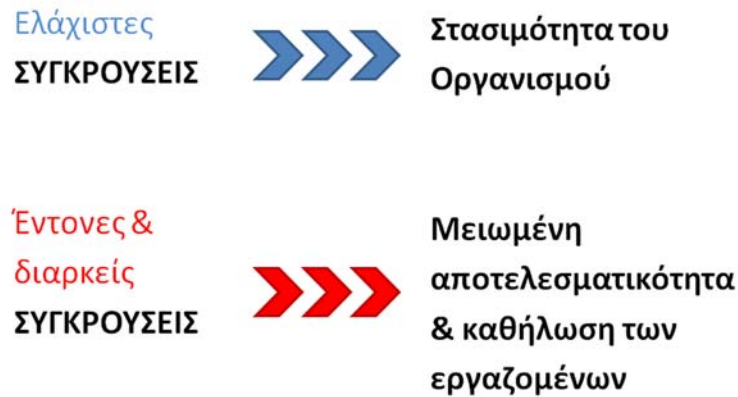 Ελάχιστες
ΣΥΓΚΡΟΥΣΕΙΣ
Στασιμότητα του
Οργανισμού
Έντονες &
διαρκείς
ΣΥΓΚΡΟΥΣΕΙΣ
Μειωμένη
αποτελεσματικότητα
& καθήλωση των
εργαζομένων